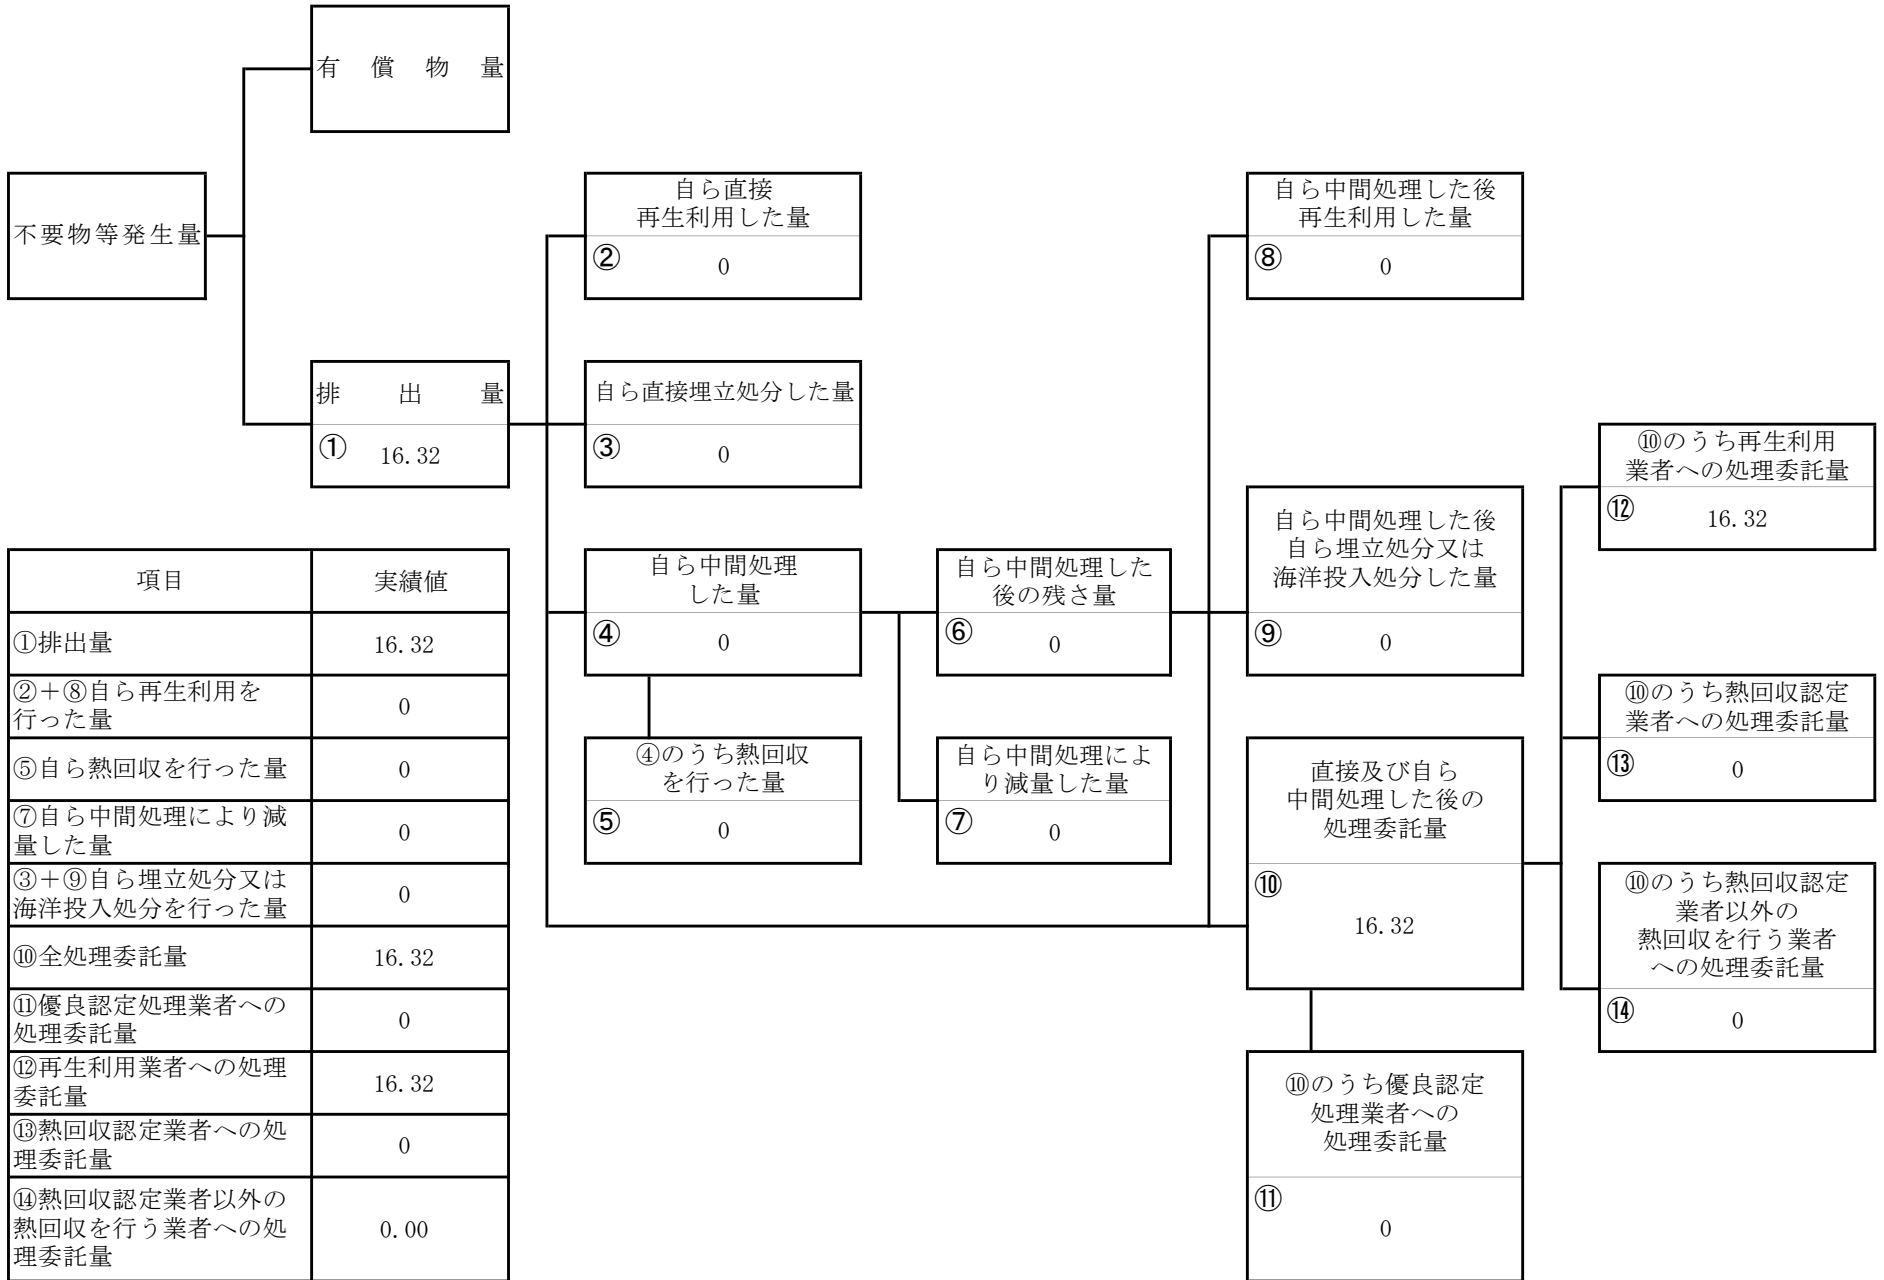 有償物量
不要物等発生量
排出量
① 16.32
自ら直接
再生利用した量
② 0
自ら直接埋立処分した量
③ 0
自ら中間処理
した量
④ 0
④のうち熱回収
を行った量
⑤ 0
自ら中間処理した
後の残さ量
⑥ 0
自ら中間処理によ
り減量した量
⑦ 0
自ら中間処理した後
再生利用した量
⑧ 0
自ら中間処理した後
自ら埋立処分又は
海洋投入処分した量
⑨ 0
直接及び自ら
中間処理した後の
処理委託量
⑩
16.32
⑩のうち優良認定
処理業者への
処理委託量
⑪
0
⑩のうち再生利用
業者への処理委託量
⑫ 16.32
⑩のうち熱回収認定
業者への処理委託量
⑬ 0
⑩のうち熱回収認定
業者以外の
熱回収を行う業者
への処理委託量
⑭ 0
項目 実績値
①排出量 16.32
②＋⑧自ら再生利用を
行った量 0
⑤自ら熱回収を行った量 0
⑦自ら中間処理により減
量した量 0
③＋⑨自ら埋立処分又は
海洋投入処分を行った量 0
⑩全処理委託量 16.32
⑪優良認定処理業者への
処理委託量 0
⑫再生利用業者への処理
委託量 16.32
⑬熱回収認定業者への処
理委託量 0
⑭熱回収認定業者以外の
熱回収を行う業者への処
理委託量 0.00